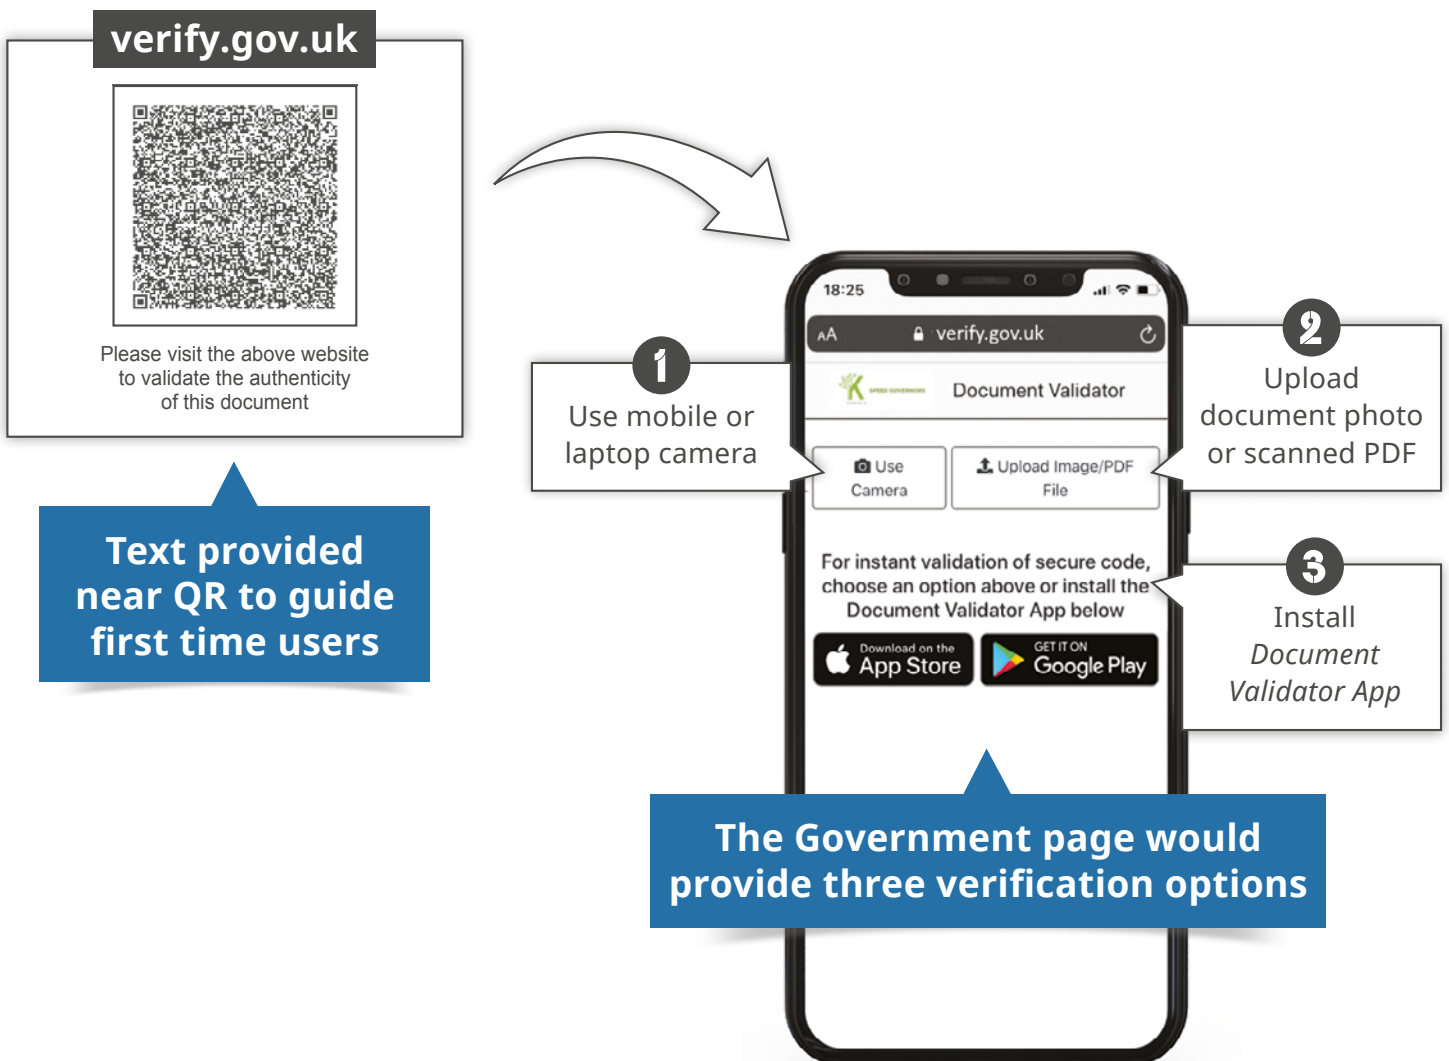 verify.gov.uk
Please visit the above website
to validate the authenticity
of this document
Text provided
near QR to guide
first time users
18:25
AA verify.gov.uk
K SPEED GOVERNORS
Document Validator
1
Use mobile or
laptop camera
2
Upload
document photo
or scanned PDF
Use
Camera
Upload Image/PDF
File
For instant validation of secure code,
choose an option above or install the
Document Validator App below
3
Install
Document
Validator App
Download on the
App Store
GET IT ON
Google Play
The Government page would
provide three verification options